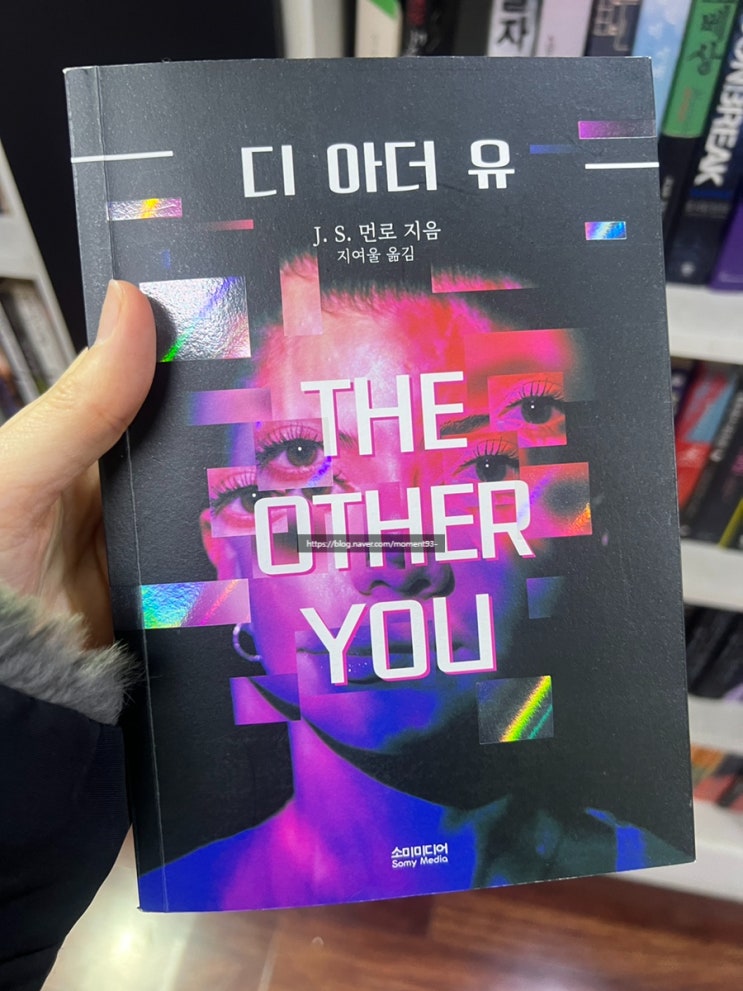 디 아더 유
J. S. 먼로 지음
지여울 옮김
THE
OTHER
YOU
https://blog.naver.com/moment93-
소미미디어
Somy Media
자